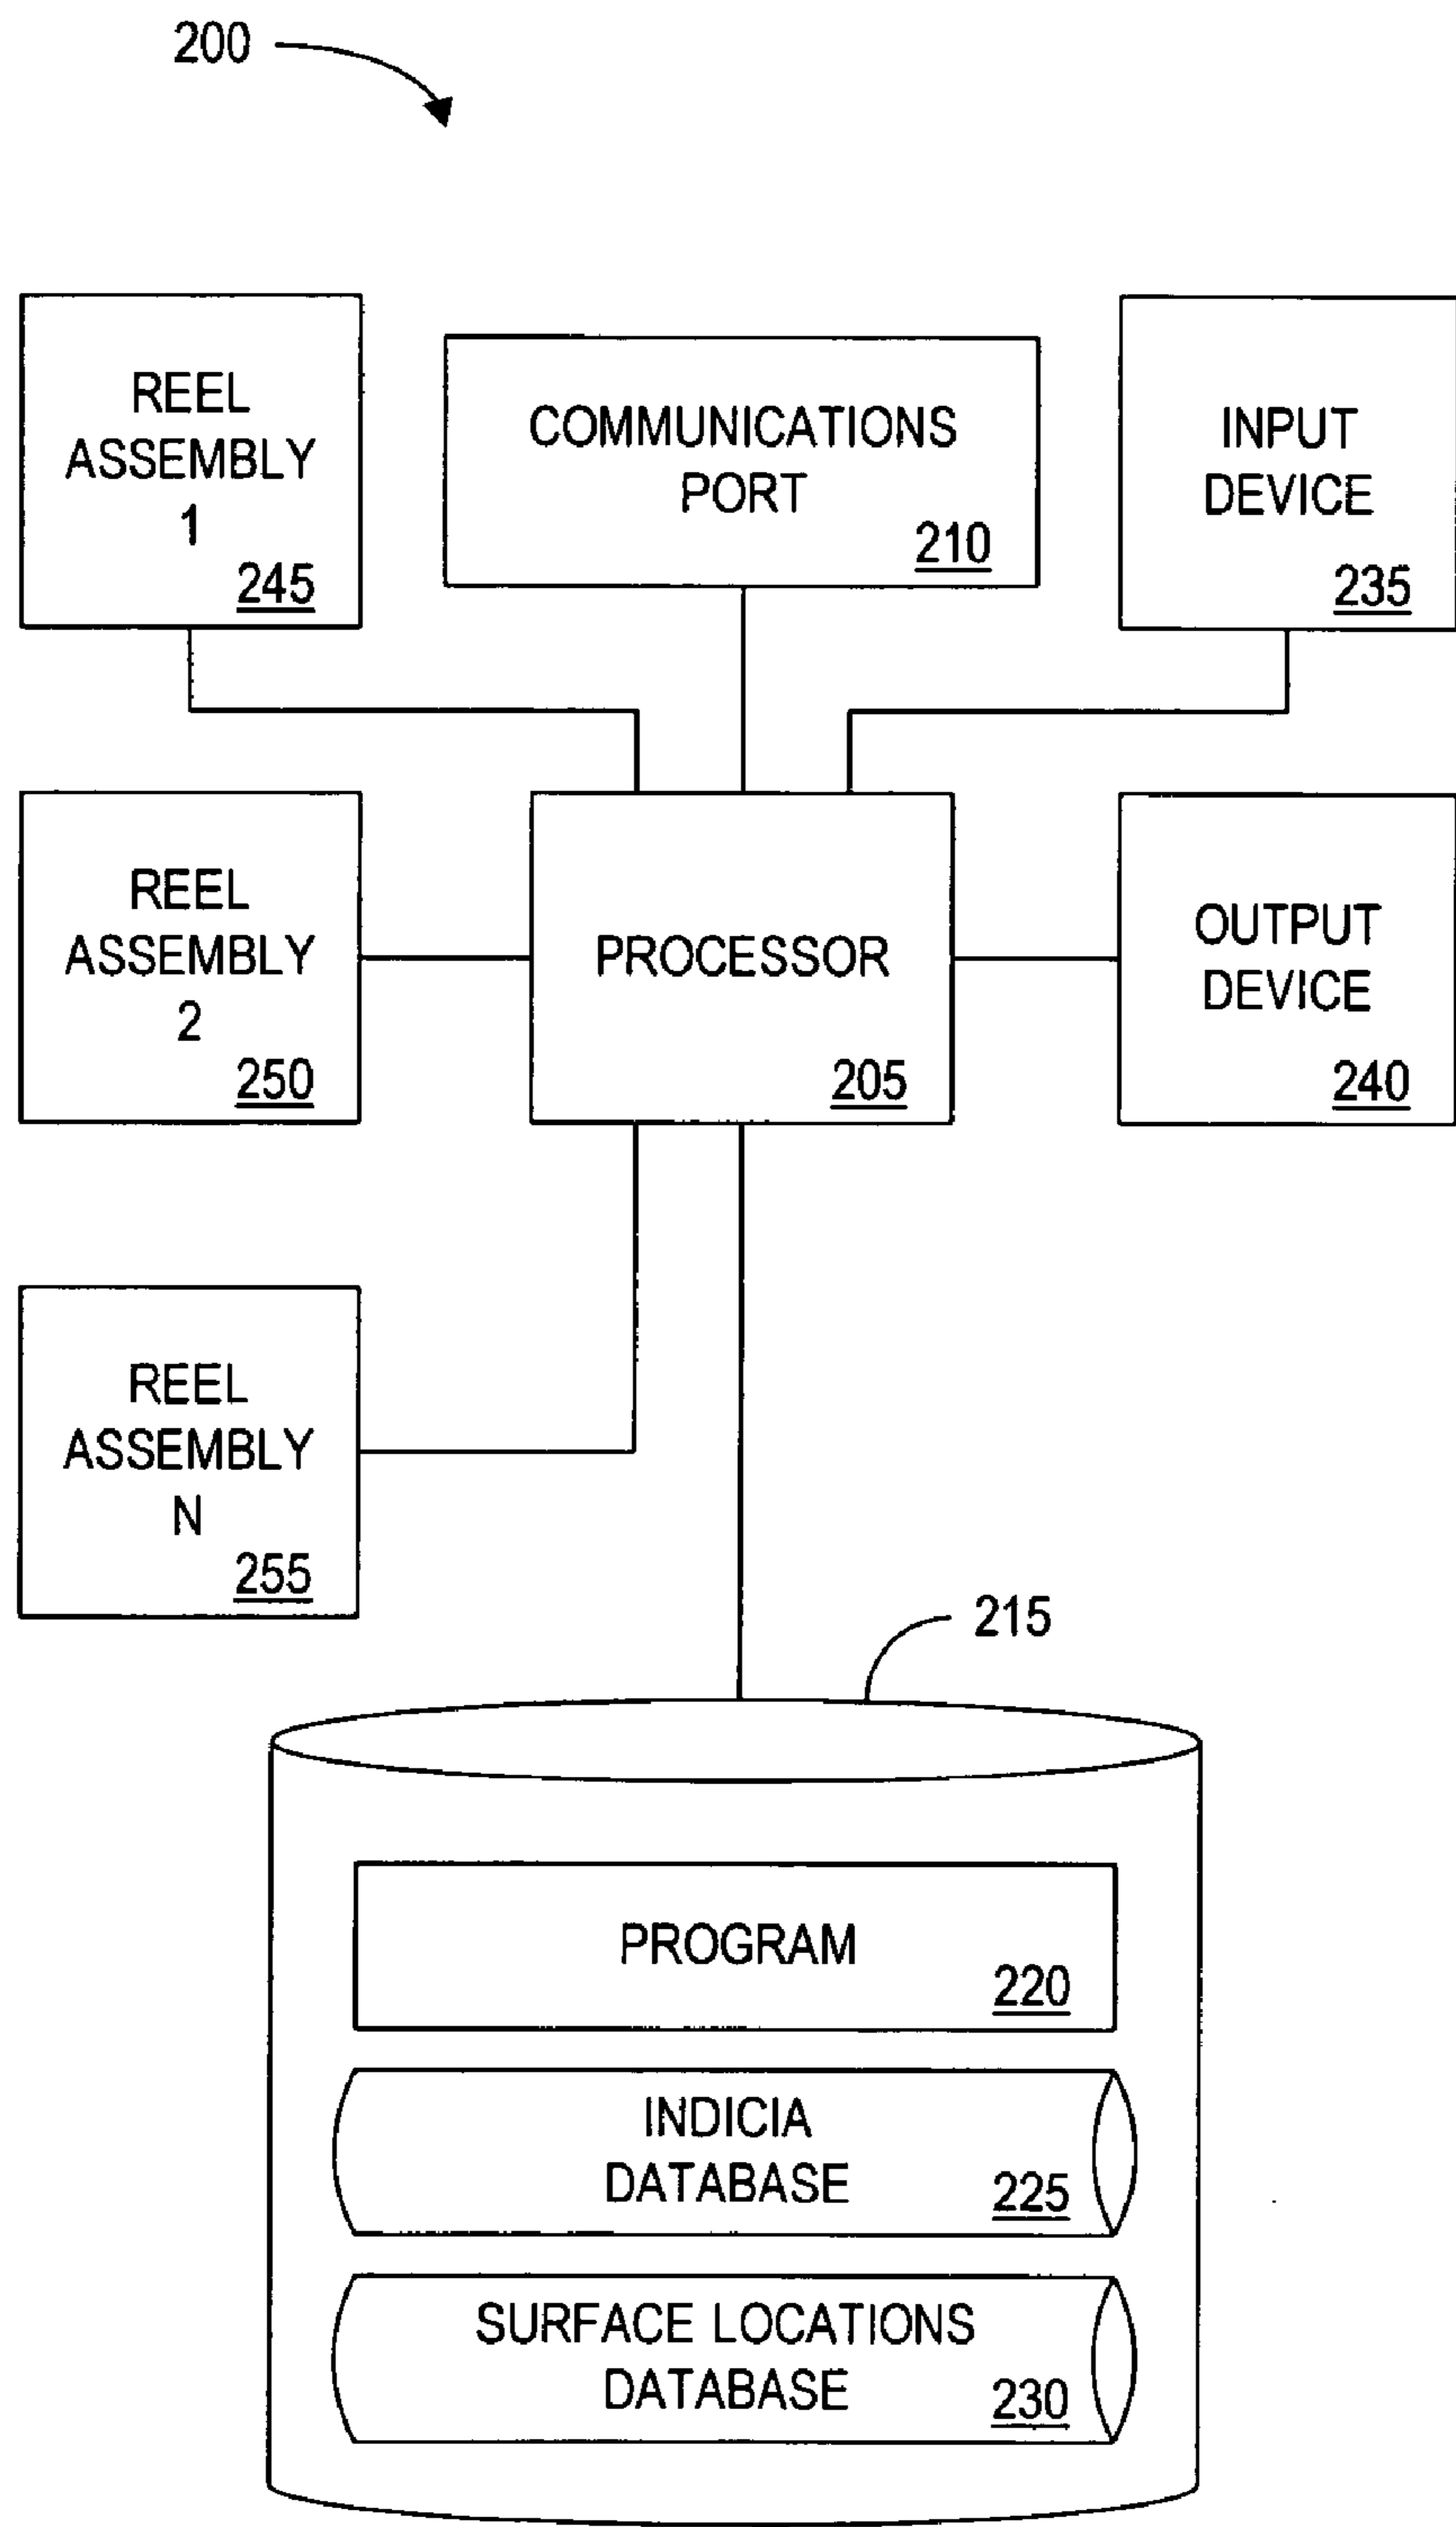 200
REEL
ASSEMBLY
1
245
COMMUNICATIONS
PORT
210
INPUT
DEVICE
235
REEL
ASSEMBLY
2
250
PROCESSOR
205
OUTPUT
DEVICE
240
REEL
ASSEMBLY
N
255
215
PROGRAM
220
INDICIA
DATABASE
225
SURFACE LOCATIONS
DATABASE
230